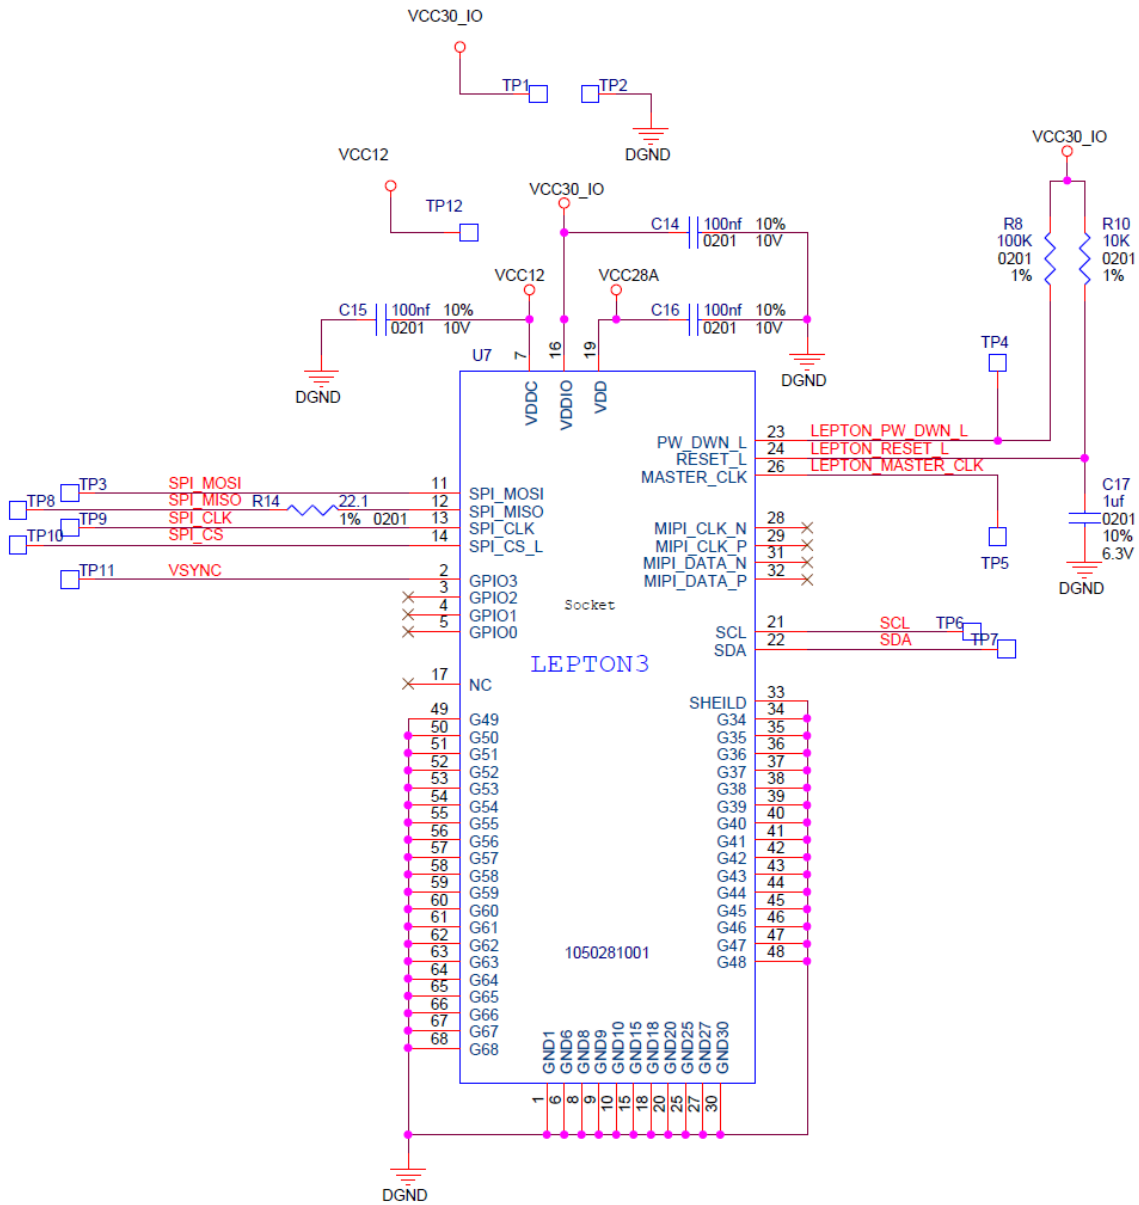 VCC30_IO
TP1
TP2
DGND
VCC12
TP12
VCC30_IO
VCC30_IO
C14 100nf 10%
0201 10V
R8
100K
0201
1%
R10
10K
0201
1%
VCC12
VCC28A
C15 100nf 10%
0201 10V
C16 100nf 10%
0201 10V
DGND
DGND
U7
7
16
19
VDDC
VDDIO
VDD
TP4
PW_DWN_L 23 LEPTON_PW_DWN_L
RESET_L 24 LEPTON_RESET_L
MASTER_CLK 26 LEPTON_MASTER_CLK
TP3 SPI_MOSI 11 SPI_MOSI
TP8 SPI_MISO R14 22.1 12 SPI_MISO
1% 0201
TP9 SPI_CLK 13 SPI_CLK
TP10 SPI_CS 14 SPI_CS_L
C17
1uf
0201
10%
6.3V
DGND
TP5
MIPI_CLK_N 28
MIPI_CLK_P 29
MIPI_DATA_N 31
MIPI_DATA_P 32
TP11 VSYNC 2 GPIO3
3 GPIO2
4 GPIO1
5 GPIO0
Socket
SCL 21 SCL TP6
SDA 22 SDA TP7
LEPTON3
17 NC
SHEILD 33
49 G49
50 G50
51 G51
52 G52
53 G53
54 G54
55 G55
56 G56
57 G57
58 G58
59 G59
60 G60
61 G61
62 G62
63 G63
64 G64
65 G65
66 G66
67 G67
68 G68
G34 34
G35 35
G36 36
G37 37
G38 38
G39 39
G40 40
G41 41
G42 42
G43 43
G44 44
G45 45
G46 46
G47 47
G48 48
1050281001
GND1
GND6
GND8
GND9
GND10
GND15
GND18
GND20
GND25
GND27
GND30
1
6
8
9
10
15
18
20
25
27
30
DGND